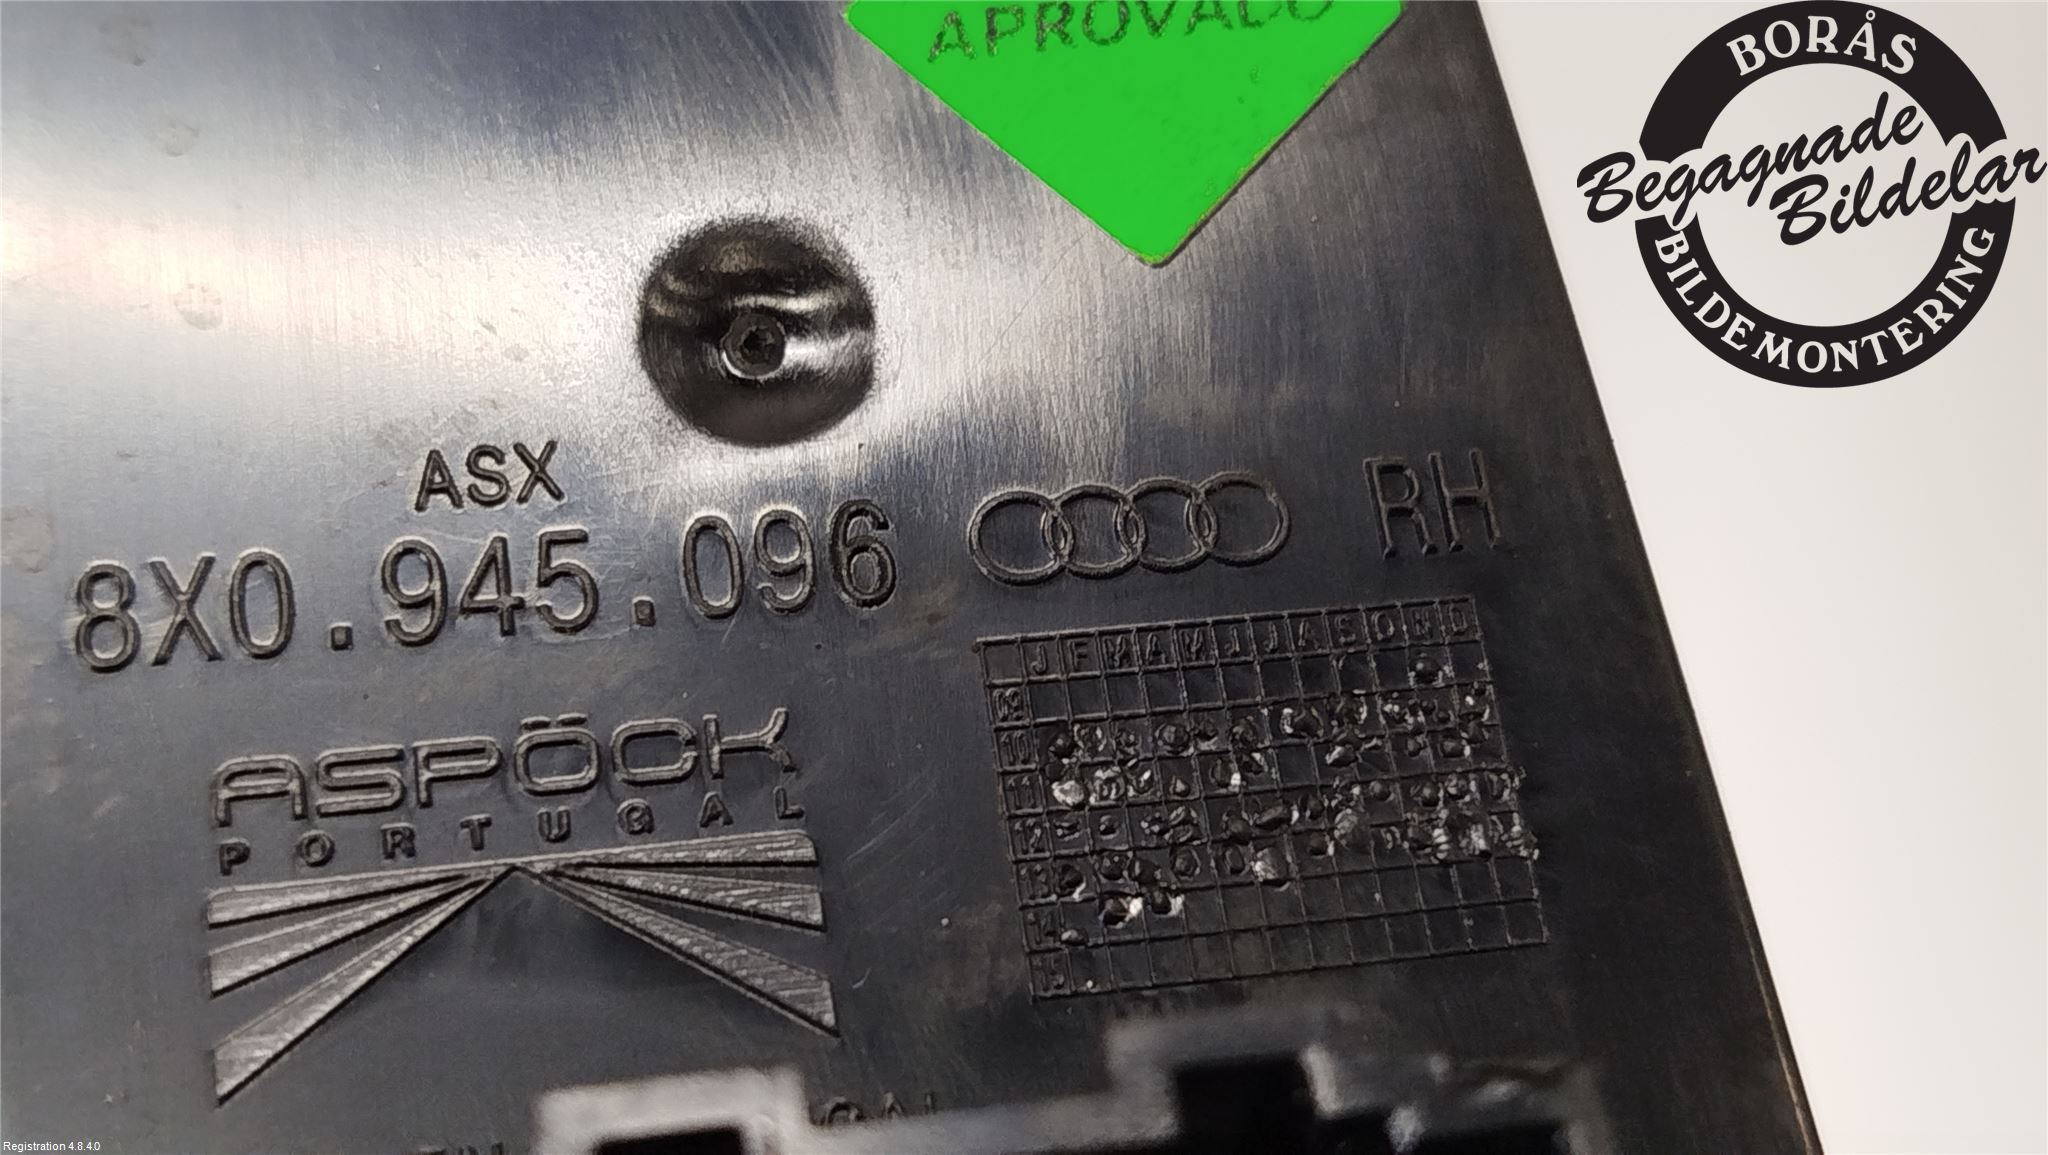 APROVADO
BORÅS
Begagnade
Bildelar
BILDEMONTERING
ASX
8X0.945.096
RH
ASPÖCK
PORTUGAL
J F M A M J J A S O N D
09
10
11
12
13
14
15
Registration 4.8.4.0